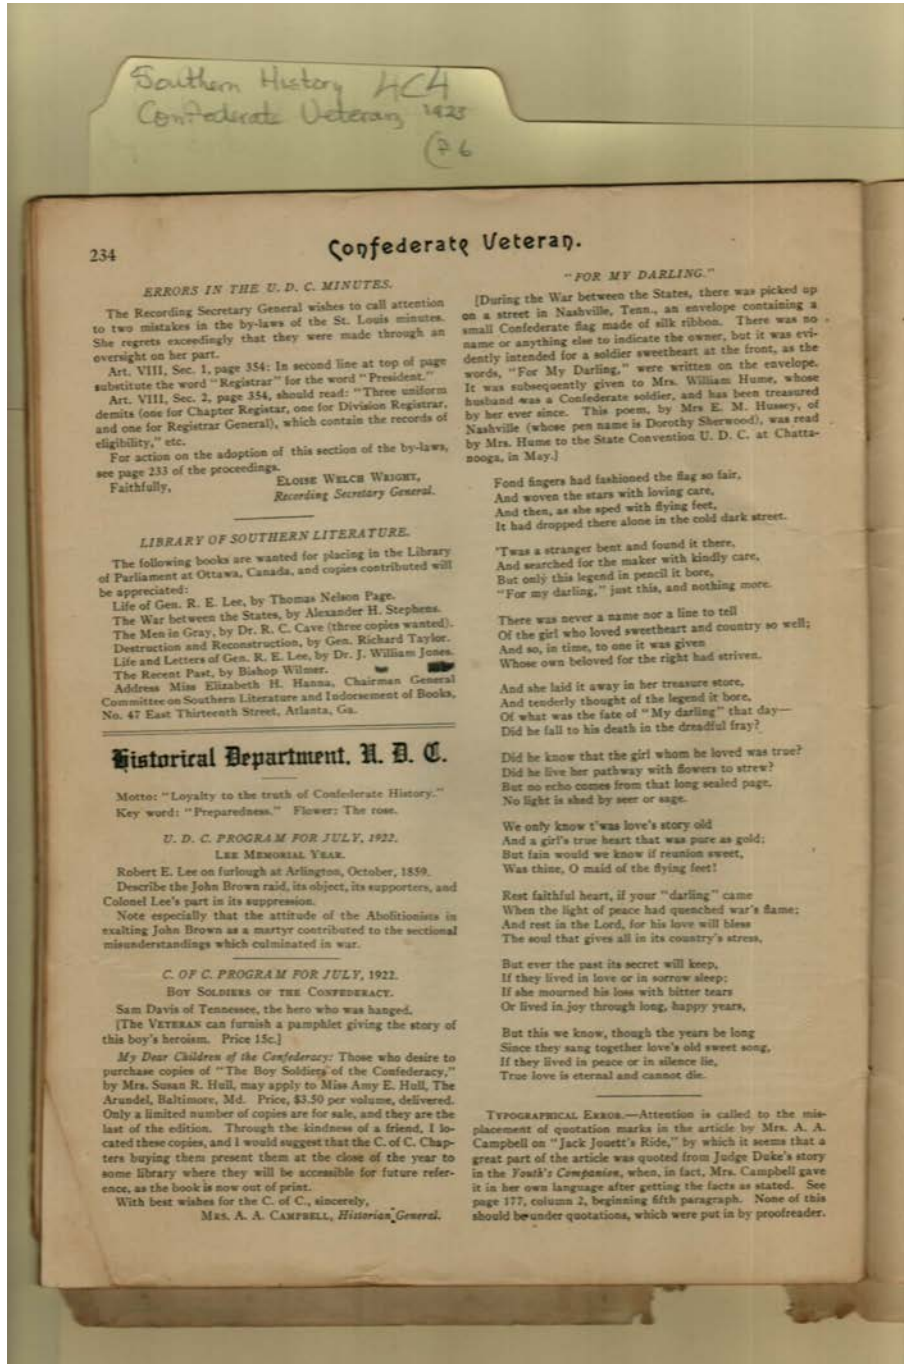 Southern History 4C4
Confederate Veteran 1923
(76
234
Confederate Veteran.
ERRORS IN THE U. D. C. MINUTES.
The Recording Secretary General wishes to call attention
to two mistakes in the by-laws of the St. Louis minutes.
She regrets exceedingly that they were made through an
oversight on her part.
Art. VIII, Sec. 1, page 354: In second line at top of page
substitute the word "Registrar" for the word "President."
Art. VIII, Sec. 2, page 354, should read: "Three uniform
demits (one for Chapter Registar, one for Division Registrar,
and one for Registrar General), which contain the records of
eligibility," etc.
For action on the adoption of this section of the by-laws,
see page 233 of the proceedings.
Faithfully, ELOISE WELCH WRIGHT,
Recording Secretary General.
LIBRARY OF SOUTHERN LITERATURE.
The following books are wanted for placing in the Library
of Parliament at Ottawa, Canada, and copies contributed will
be appreciated:
Life of Gen. R. E. Lee, by Thomas Nelson Page.
The War between the States, by Alexander H. Stephens.
The Men in Gray, by Dr. R. C. Cave (three copies wanted).
Destruction and Reconstruction, by Gen. Richard Taylor.
Life and Letters of Gen. R. E. Lee, by Dr. J. William Jones.
The Recent Past, by Bishop Wilmer.
Address Miss Elizabeth H. Hanna, Chairman General
Committee on Southern Literature and Indorsement of Books,
No. 47 East Thirteenth Street, Atlanta, Ga.
Historical Department, U. D. C.
Motto: "Loyalty to the truth of Confederate History."
Key word: "Preparedness." Flower: The rose.
U. D. C. PROGRAM FOR JULY, 1922.
LEE MEMORIAL YEAR.
Robert E. Lee on furlough at Arlington, October, 1859.
Describe the John Brown raid, its object, its supporters, and
Colonel Lee's part in its suppression.
Note especially that the attitude of the Abolitionists in
exalting John Brown as a martyr contributed to the sectional
misunderstandings which culminated in war.
C. OF C. PROGRAM FOR JULY, 1922.
BOY SOLDIERS OF THE CONFEDERACY.
Sam Davis of Tennessee, the hero who was hanged.
[The VETERAN can furnish a pamphlet giving the story of
this boy's heroism. Price 15c.]
My Dear Children of the Confederacy: Those who desire to
purchase copies of "The Boy Soldiers of the Confederacy,"
by Mrs. Susan R. Hull, may apply to Miss Amy E. Hull, The
Arundel, Baltimore, Md. Price, $3.50 per volume, delivered.
Only a limited number of copies are for sale, and they are the
last of the edition. Through the kindness of a friend, I lo-
cated these copies, and I would suggest that the C. of C. Chap-
ters buying them present them at the close of the year to
some library where they will be accessible for future refer-
ence, as the book is now out of print.
With best wishes for the C. of C., sincerely,
MRS. A. A. CAMPBELL, Historian General.
"FOR MY DARLING."
[During the War between the States, there was picked up
on a street in Nashville, Tenn., an envelope containing a
small Confederate flag made of silk ribbon. There was no
name or anything else to indicate the owner, but it was evi-
dently intended for a soldier sweetheart at the front, as the
words, "For My Darling," were written on the envelope.
It was subsequently given to Mrs. William Hume, whose
husband was a Confederate soldier, and has been treasured
by her ever since. This poem, by Mrs E. M. Hussey, of
Nashville (whose pen name is Dorothy Sherwood), was read
by Mrs. Hume to the State Convention U. D. C. at Chatta-
nooga, in May.]
Fond fingers had fashioned the flag so fair,
And woven the stars with loving care,
And then, as she sped with flying feet,
It had dropped there alone in the cold dark street.
'Twas a stranger bent and found it there,
And searched for the maker with kindly care,
But only this legend in pencil it bore,
"For my darling," just this, and nothing more.
There was never a name nor a line to tell
Of the girl who loved sweetheart and country so well;
And so, in time, to one it was given
Whose own beloved for the right had striven.
And she laid it away in her treasure store,
And tenderly thought of the legend it bore,
Of what was the fate of "My darling" that day—
Did he fall to his death in the dreadful fray?
Did he know that the girl whom he loved was true?
Did he live her pathway with flowers to strew?
But no echo comes from that long sealed page,
No light is shed by seer or sage.
We only know t'was love's story old
And a girl's true heart that was pure as gold;
But fain would we know if reunion sweet,
Was thine, O maid of the flying feet!
Rest faithful heart, if your "darling" came
When the light of peace had quenched war's flame;
And rest in the Lord, for his love will bless
The soul that gives all in its country's stress,
But ever the past its secret will keep,
If they lived in love or in sorrow sleep;
If she mourned his loss with bitter tears
Or lived in joy through long, happy years,
But this we know, though the years be long
Since they sang together love's old sweet song,
If they lived in peace or in silence lie,
True love is eternal and cannot die.
TYPOGRAPHICAL ERROR.—Attention is called to the mis-
placement of quotation marks in the article by Mrs. A. A.
Campbell on "Jack Jouett's Ride," by which it seems that a
great part of the article was quoted from Judge Duke's story
in the Youth's Companion, when, in fact, Mrs. Campbell gave
it in her own language after getting the facts as stated. See
page 177, column 2, beginning fifth paragraph. None of this
should be under quotations, which were put in by proofreader.